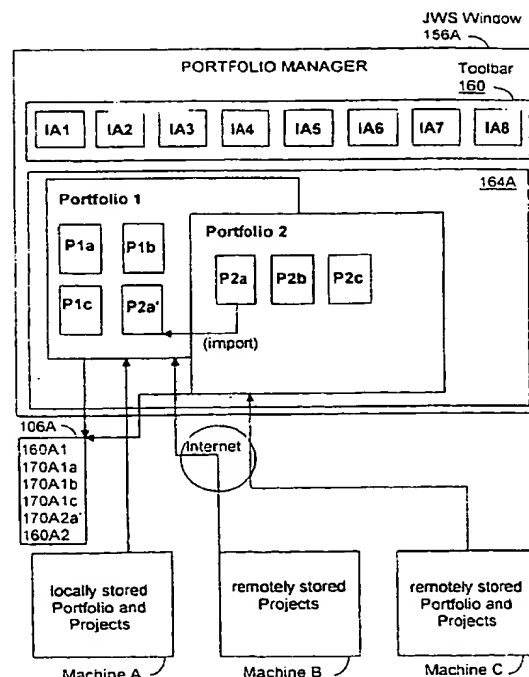 JWS Window
156A
PORTFOLIO MANAGER
Toolbar
160
IA1 IA2 IA3 IA4 IA5 IA6 IA7 IA8
164A
Portfolio 1
P1a P1b
P1c P2a'
Portfolio 2
P2a P2b P2c
(import)
106A
160A1
170A1a
170A1b
170A1c
170A2a'
160A2
Internet
locally stored
Portfolio and
Projects
remotely stored
Projects
remotely stored
Portfolio and
Projects
Machine A
Machine B
Machine C